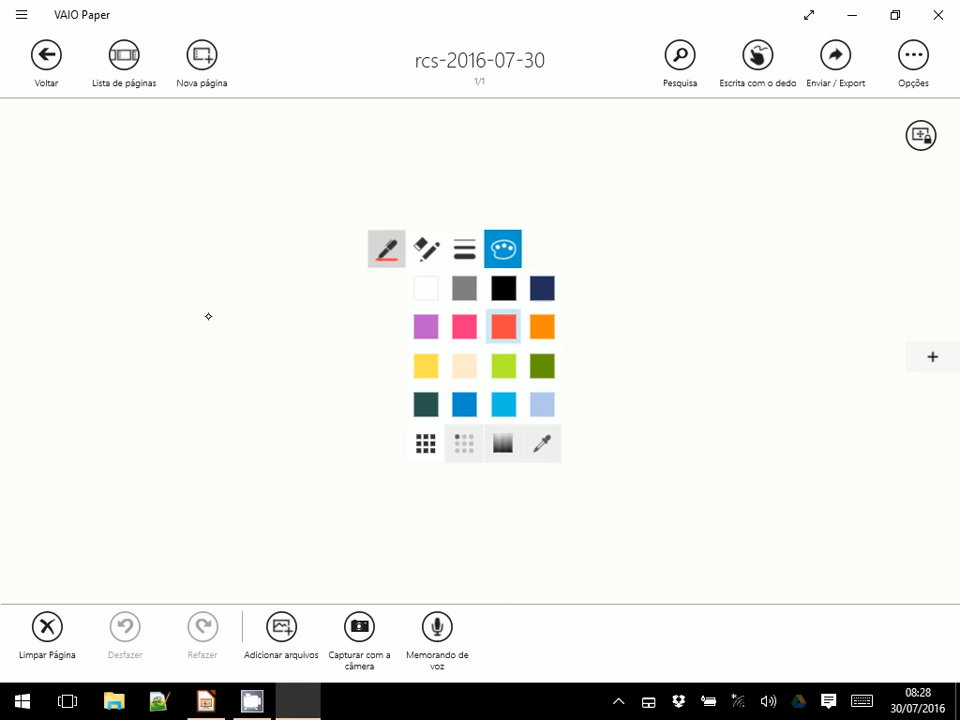 VAIO Paper
Voltar
Lista de páginas
Nova página
rcs-2016-07-30
1/1
Pesquisa
Escrita com o dedo
Enviar / Export
Opções
Limpar Página
Desfazer
Refazer
Adicionar arquivos
Capturar com a
câmera
Memorando de
voz
08:28
30/07/2016